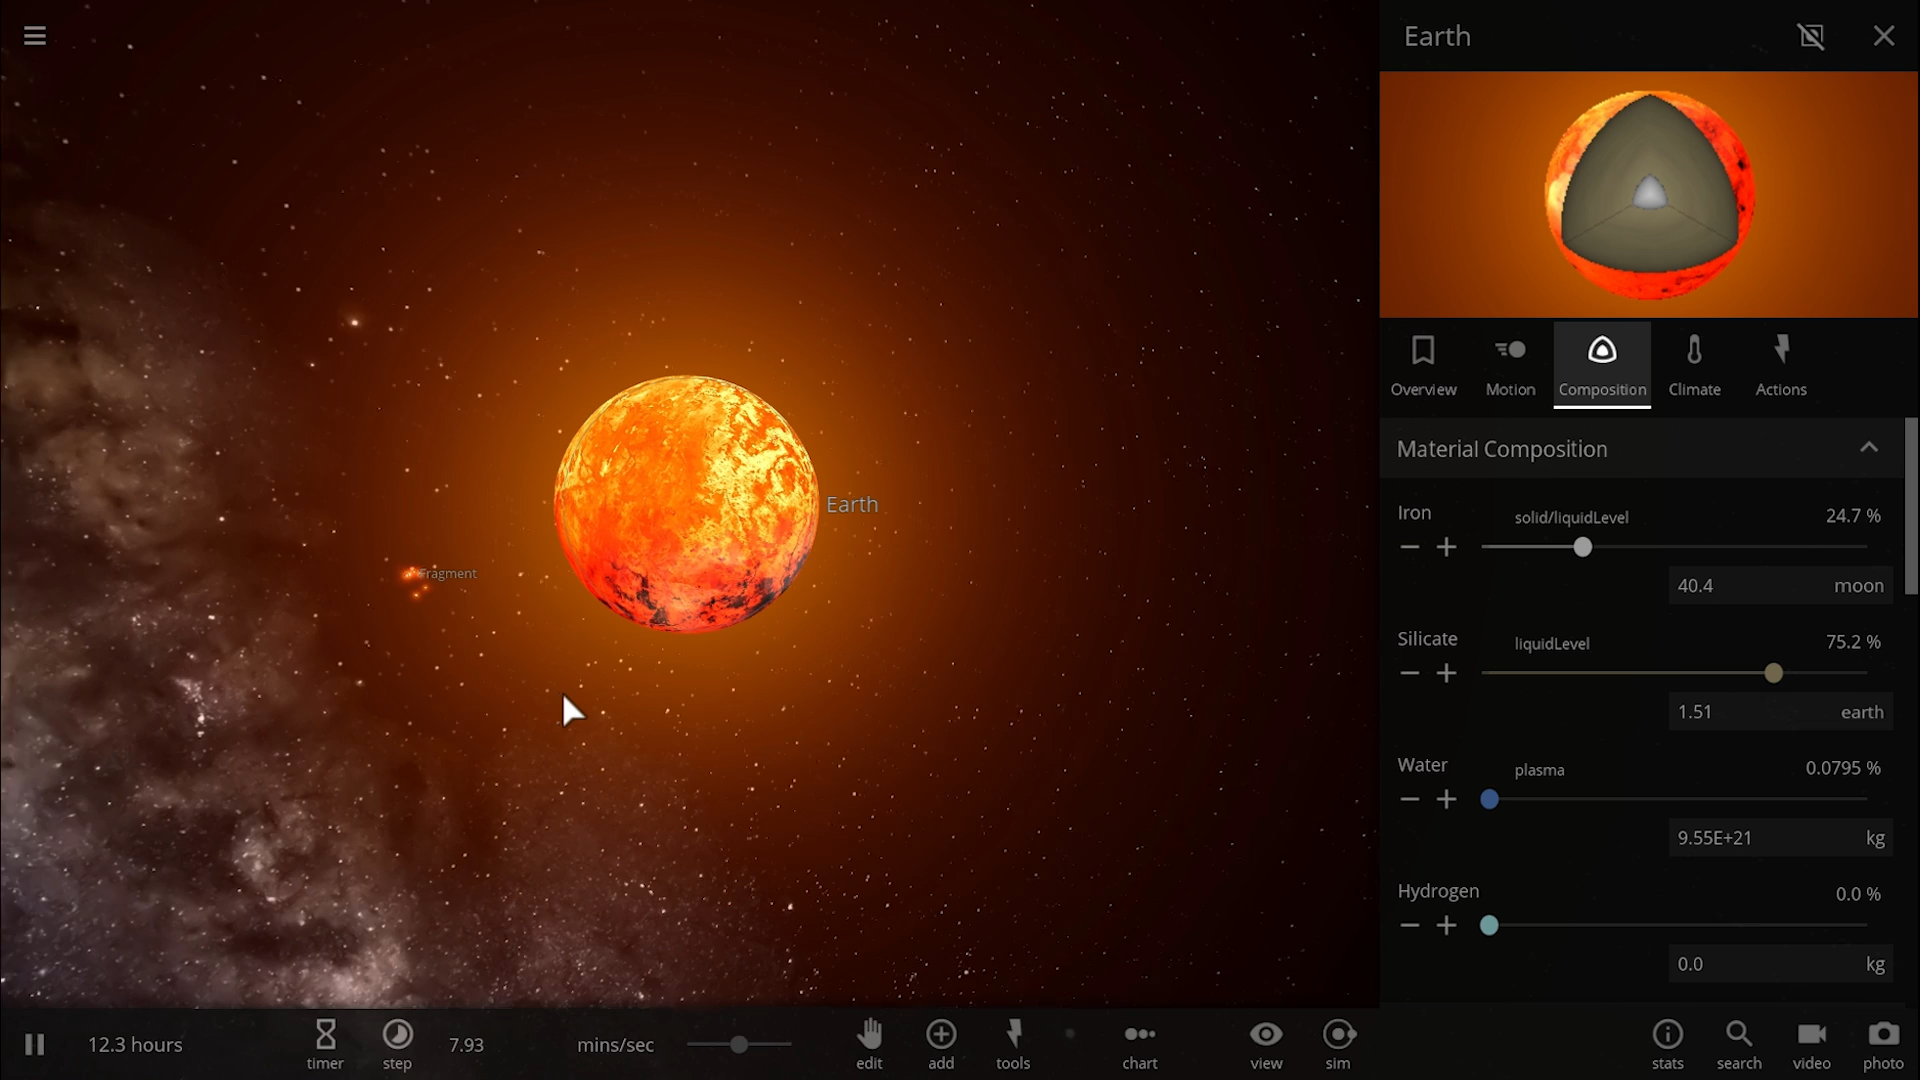 Earth
Overview
Motion
Composition
Climate
Actions
Material Composition
Iron solid/liquidLevel 24.7 %
40.4 moon
Silicate liquidLevel 75.2 %
1.51 earth
Water plasma 0.0795 %
9.55E+21 kg
Hydrogen 0.0 %
0.0 kg
Earth
Fragment
12.3 hours
timer
step
7.93 mins/sec
edit
add
tools
chart
view
sim
stats
search
video
photo